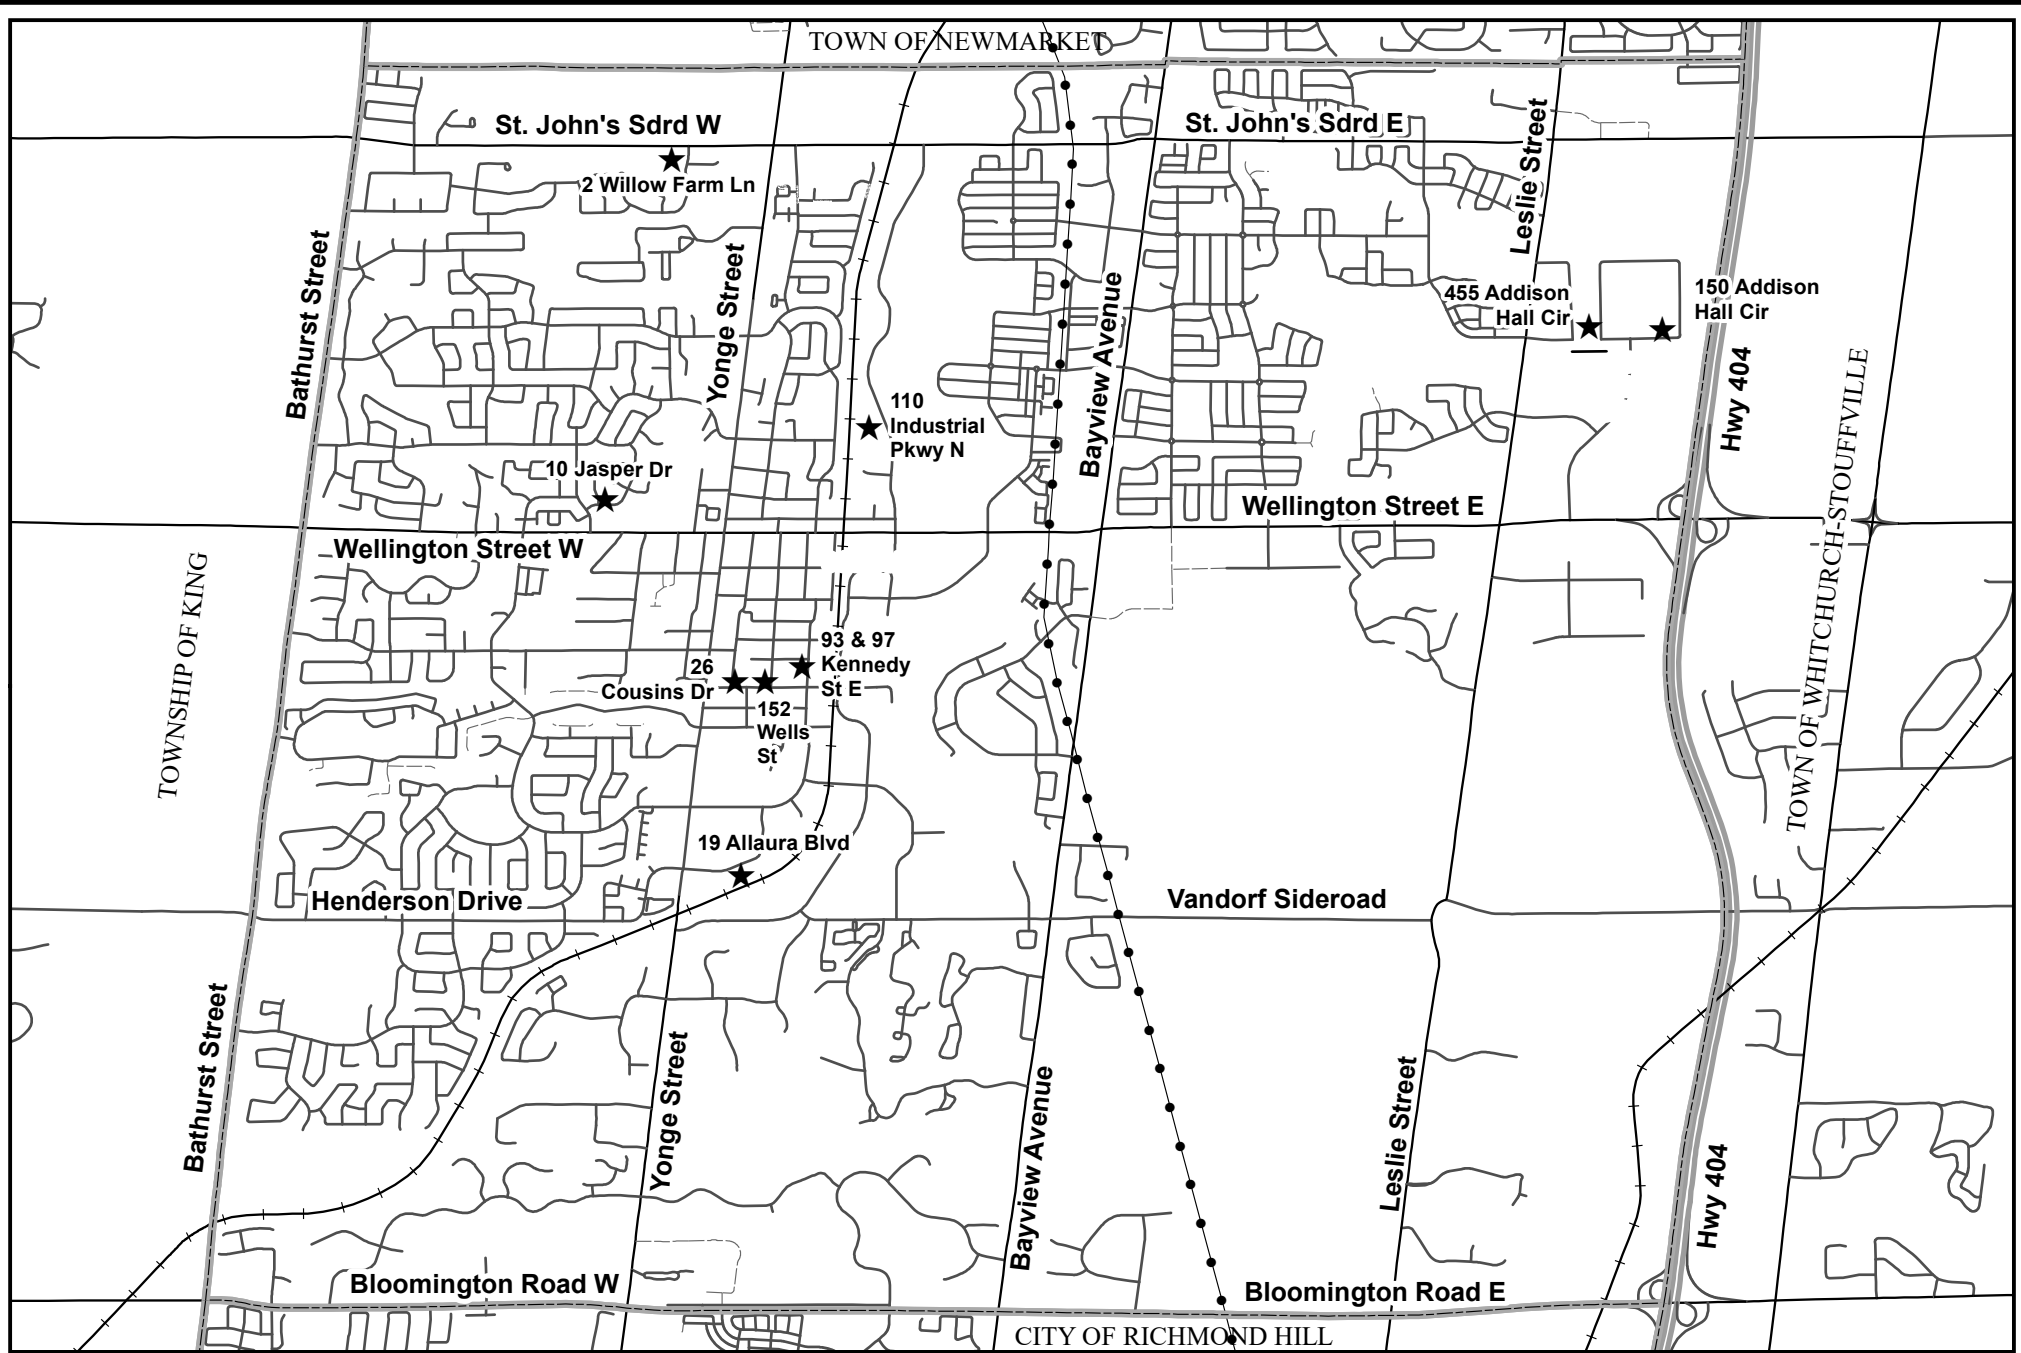 TOWN OF NEWMARKET
St. John's Sdrd W
St. John's Sdrd E
2 Willow Farm Ln
Leslie Street
Bathurst Street
Yonge Street
Bayview Avenue
455 Addison
Hall Cir
150 Addison
Hall Cir
Hwy 404
TOWN OF WHITCHURCH-STOUFFVILLE
110
Industrial
Pkwy N
10 Jasper Dr
Wellington Street E
Wellington Street W
TOWNSHIP OF KING
93 & 97
Kennedy
St E
26
Cousins Dr
152
Wells
St
19 Allaura Blvd
Henderson Drive
Vandorf Sideroad
Bathurst Street
Yonge Street
Bayview Avenue
Leslie Street
Hwy 404
Bloomington Road W
Bloomington Road E
CITY OF RICHMOND HILL